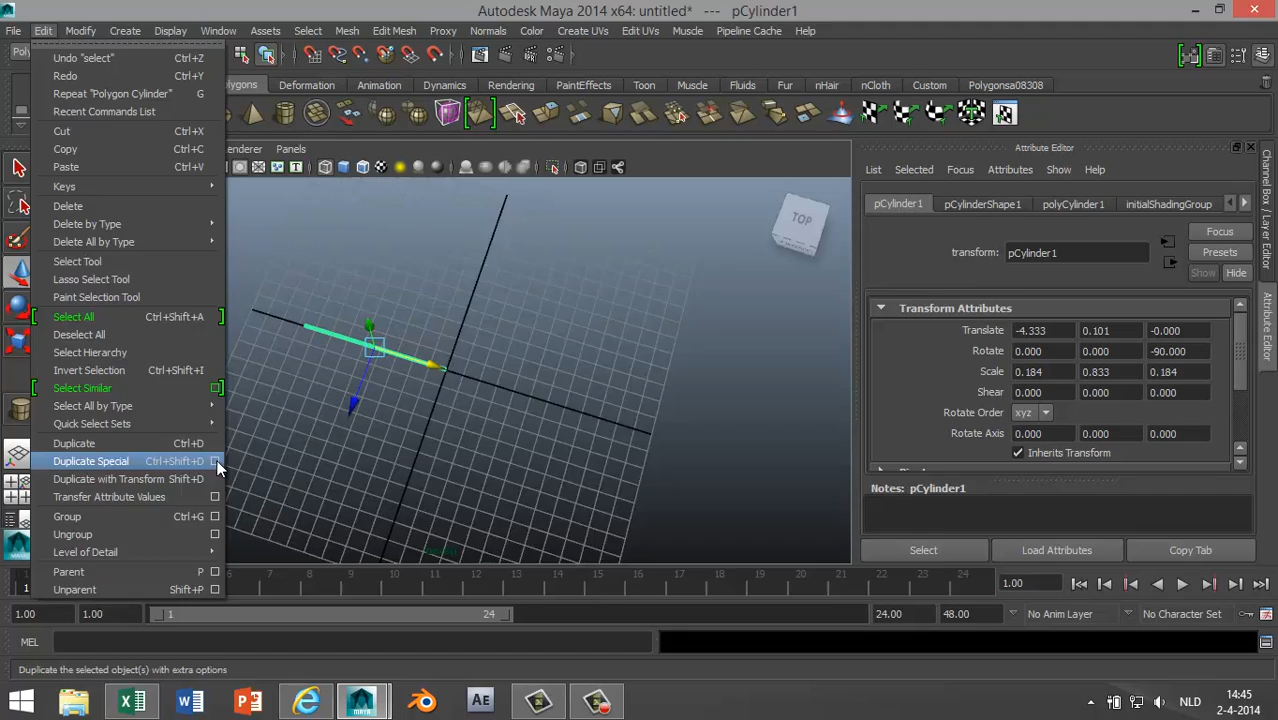 Autodesk Maya 2014 x64: untitled* --- pCylinder1
File Edit Modify Create Display Window Assets Select Mesh Edit Mesh Proxy Normals Color Create UVs Edit UVs Muscle Pipeline Cache Help
Deformation Animation Dynamics Rendering PaintEffects Toon Muscle Fluids Fur nHair nCloth Custom Polygonsa08308
Undo "select" Ctrl+Z
Redo Ctrl+Y
Repeat "Polygon Cylinder" G
Recent Commands List
Cut Ctrl+X
Copy Ctrl+C
Paste Ctrl+V
Keys
Delete
Delete by Type
Delete All by Type
Select Tool
Lasso Select Tool
Paint Selection Tool
Select All Ctrl+Shift+A
Deselect All
Select Hierarchy
Invert Selection Ctrl+Shift+I
Select Similar
Select All by Type
Quick Select Sets
Duplicate Ctrl+D
Duplicate Special Ctrl+Shift+D
Duplicate with Transform Shift+D
Transfer Attribute Values
Group Ctrl+G
Ungroup
Level of Detail
Parent P
Unparent Shift+P
Panels
TOP
Attribute Editor
List Selected Focus Attributes Show Help
pCylinder1 pCylinderShape1 polyCylinder1 initialShadingGroup
Focus
transform: pCylinder1 Presets
Show Hide
Transform Attributes
Translate -4.333 0.101 -0.000
Rotate 0.000 0.000 -90.000
Scale 0.184 0.833 0.184
Shear 0.000 0.000 0.000
Rotate Order xyz
Rotate Axis 0.000 0.000 0.000
Inherits Transform
Notes: pCylinder1
Select Load Attributes Copy Tab
Channel Box / Layer Editor
Attribute Editor
6 7 8 9 10 11 12 13 14 15 16 17 18 19 20 21 22 23 24 1.00
1.00 1.00 1 24 24.00 48.00 No Anim Layer No Character Set
MEL
Duplicate the selected object(s) with extra options
NLD
14:45
2-4-2014